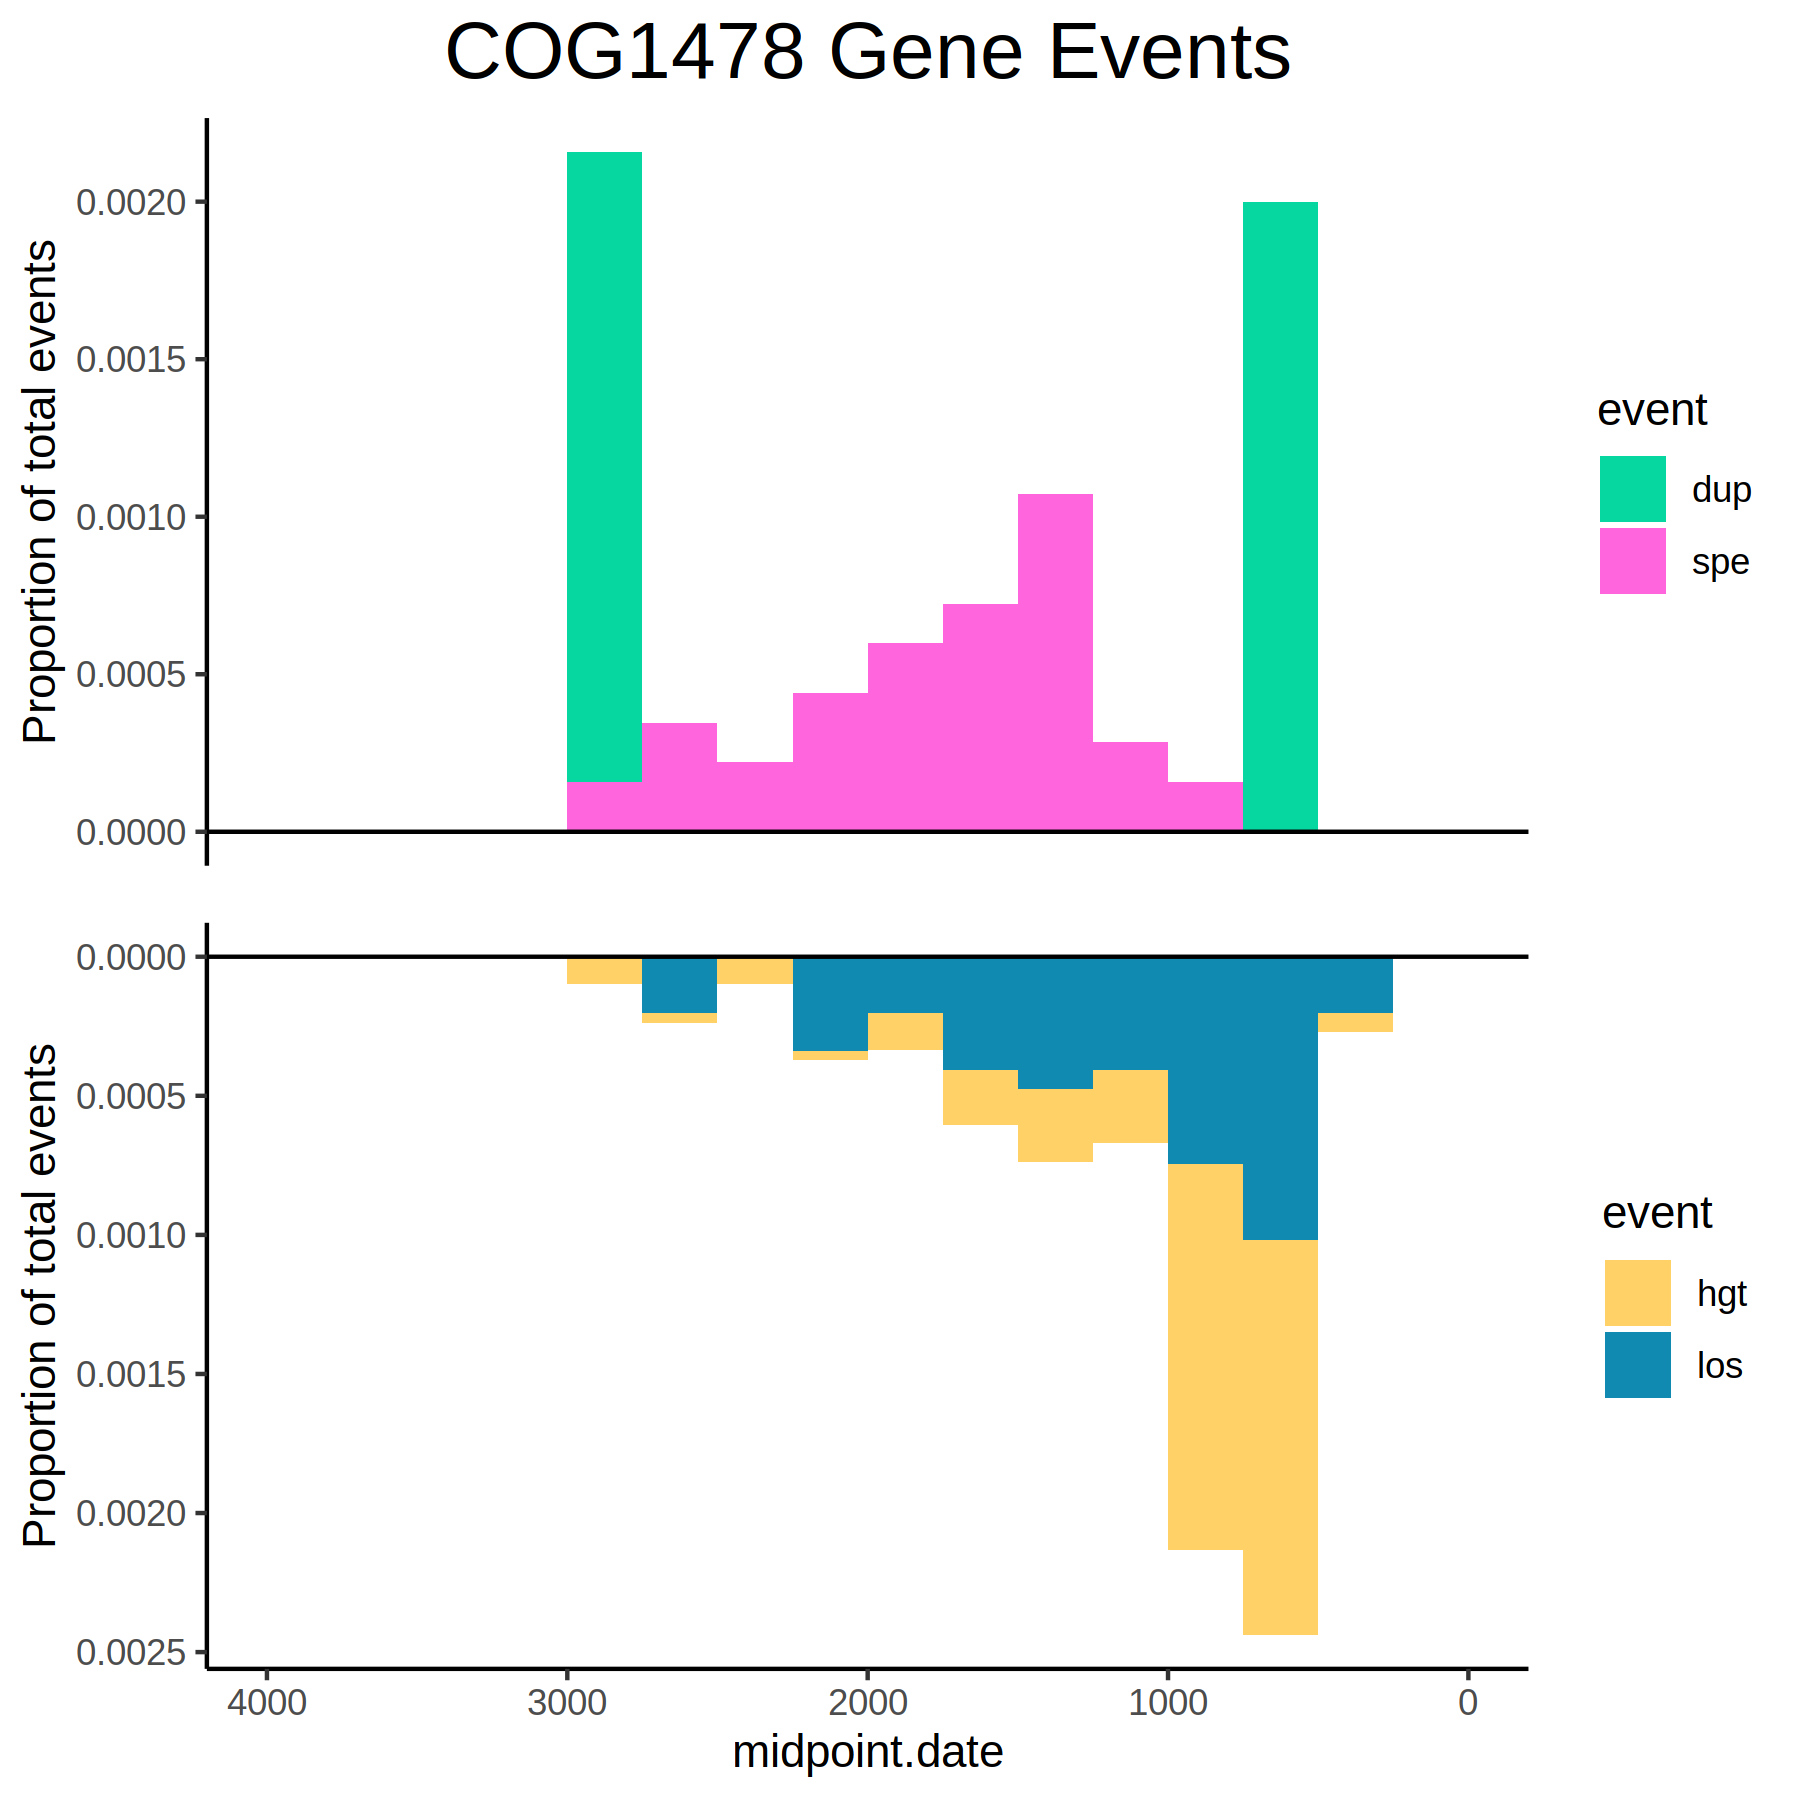 COG1478 Gene Events
Proportion of total events
0.0020
0.0015
0.0010
0.0005
0.0000
event
dup
spe
Proportion of total events
0.0000
0.0005
0.0010
0.0015
0.0020
0.0025
event
hgt
los
4000 3000 2000 1000 0
midpoint.date